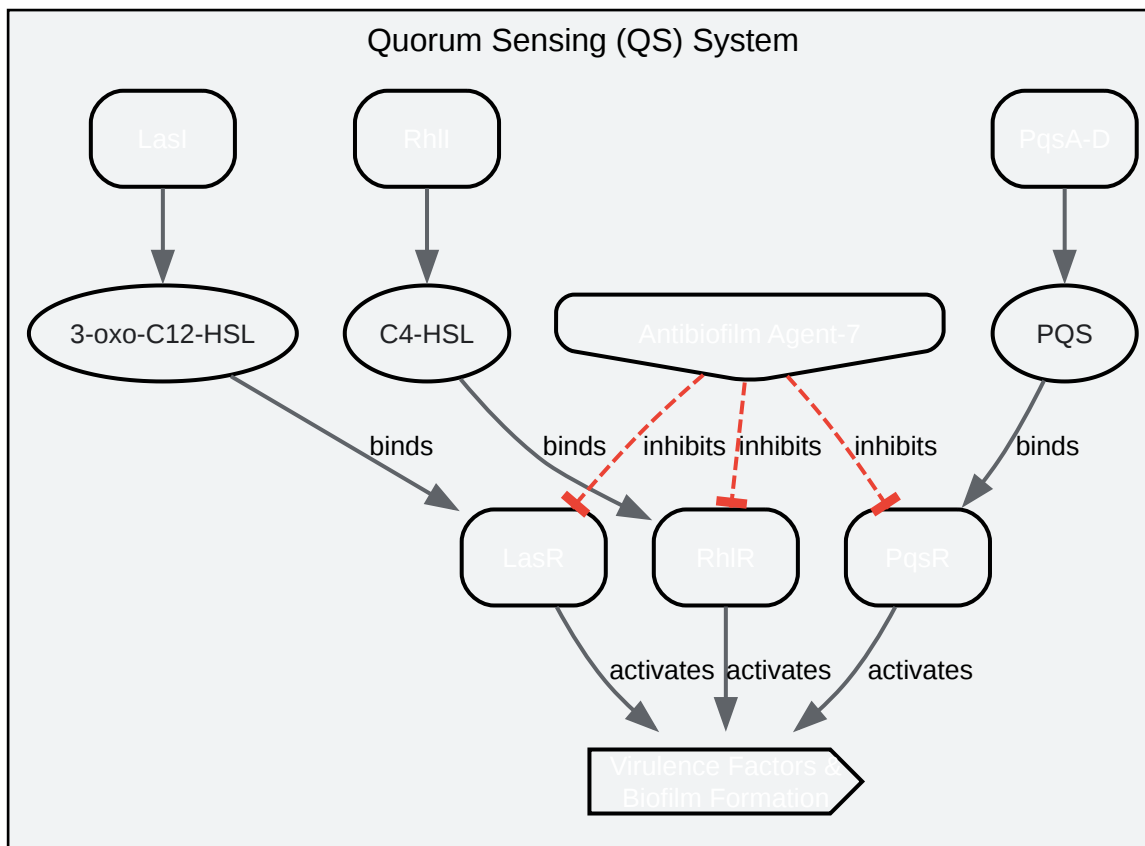 Quorum Sensing (QS) System
LasI
RhlI
PqsA-D
3-oxo-C12-HSL
C4-HSL
Antibiofilm Agent-7
PQS
binds
binds
inhibits
inhibits
inhibits
binds
LasR
RhlR
PqsR
activates
activates
activates
Virulence Factors &
Biofilm Formation